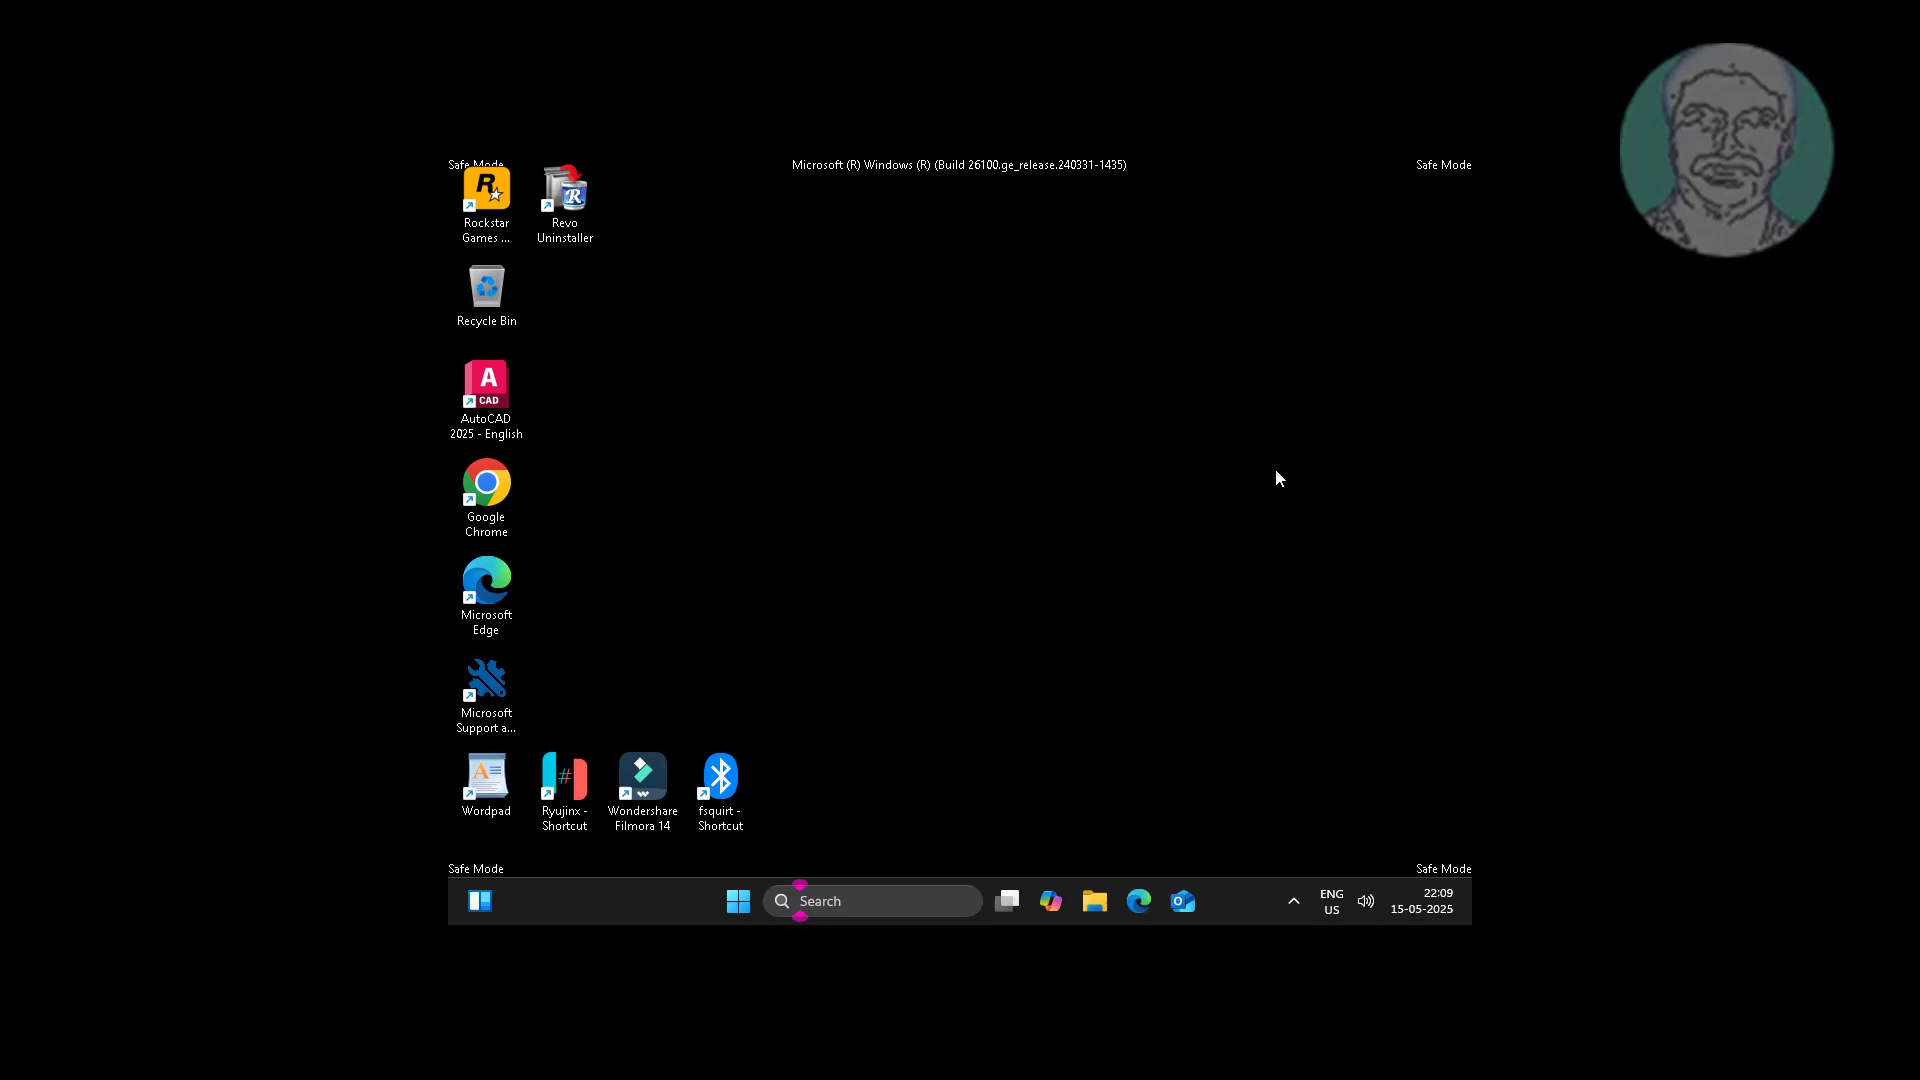 Safe Mode
Microsoft (R) Windows (R) (Build 26100.ge_release.240331-1435)
Safe Mode
Rockstar
Games ...
Revo
Uninstaller
Recycle Bin
A
CAD
AutoCAD
2025 - English
Google
Chrome
Microsoft
Edge
Microsoft
Support a...
Wordpad
Ryujinx -
Shortcut
Wondershare
Filmora 14
fsquirt -
Shortcut
Safe Mode
Safe Mode
Search
ENG
US
22:09
15-05-2025